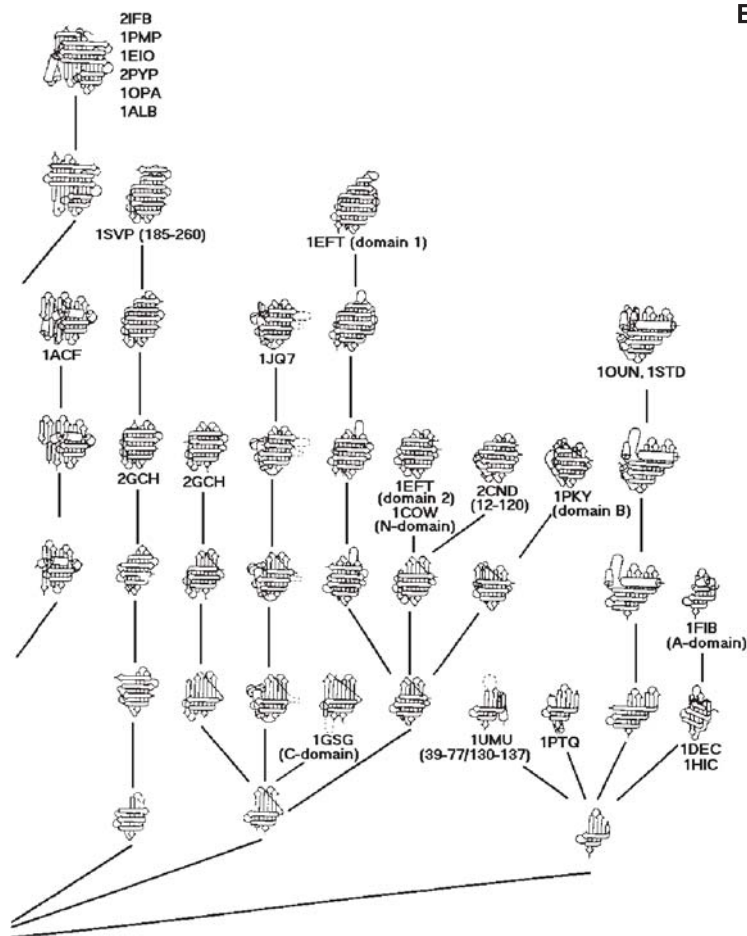 E
2IFB
1PMP
1EIO
2PYP
1OPA
1ALB
1SVP (185-260)
1EFT (domain 1)
1ACF
1JQ7
1OUN, 1STD
2GCH
2GCH
1EFT
(domain 2)
1COW
(N-domain)
2CND
(12-120)
1PKY
(domain B)
1FIB
(A-domain)
1GSG
(C-domain)
1UMU
(39-77/130-137)
1PTQ
1DEC
1HIC